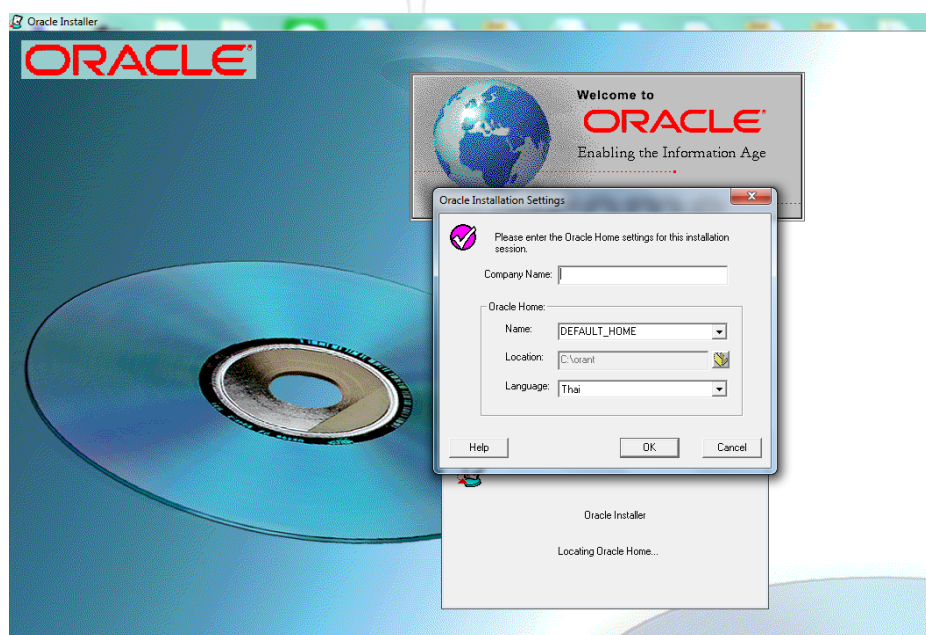 Oracle Installer
ORACLE®
Welcome to
ORACLE®
Enabling the Information Age
Oracle Installation Settings
Please enter the Oracle Home settings for this installation
session.
Company Name:
Oracle Home:
Name: DEFAULT_HOME
Location: C:\orant
Language: Thai
Help OK Cancel
Oracle Installer
Locating Oracle Home...